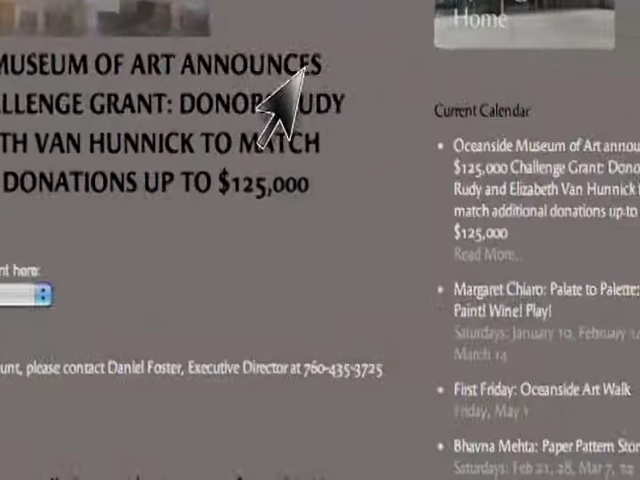 Home
MUSEUM OF ART ANNOUNCES
LLENGE GRANT: DONOR UDY
TH VAN HUNNICK TO MATCH
DONATIONS UP TO $125,000
nt here:
unt, please contact Daniel Foster, Executive Director at 760-435-3725
Current Calendar
• Oceanside Museum of Art annou
$125,000 Challenge Grant: Dono
Rudy and Elizabeth Van Hunnick t
match additional donations up to
$125,000
Read More...
• Margaret Chiaro: Palate to Palette:
Paint! Wine! Play!
Saturdays: January 10, February 14
March 14
• First Friday: Oceanside Art Walk
Friday, May 1
• Bhavna Mehta: Paper Pattern Stor
Saturdays: Feb 21, 28, Mar 7,